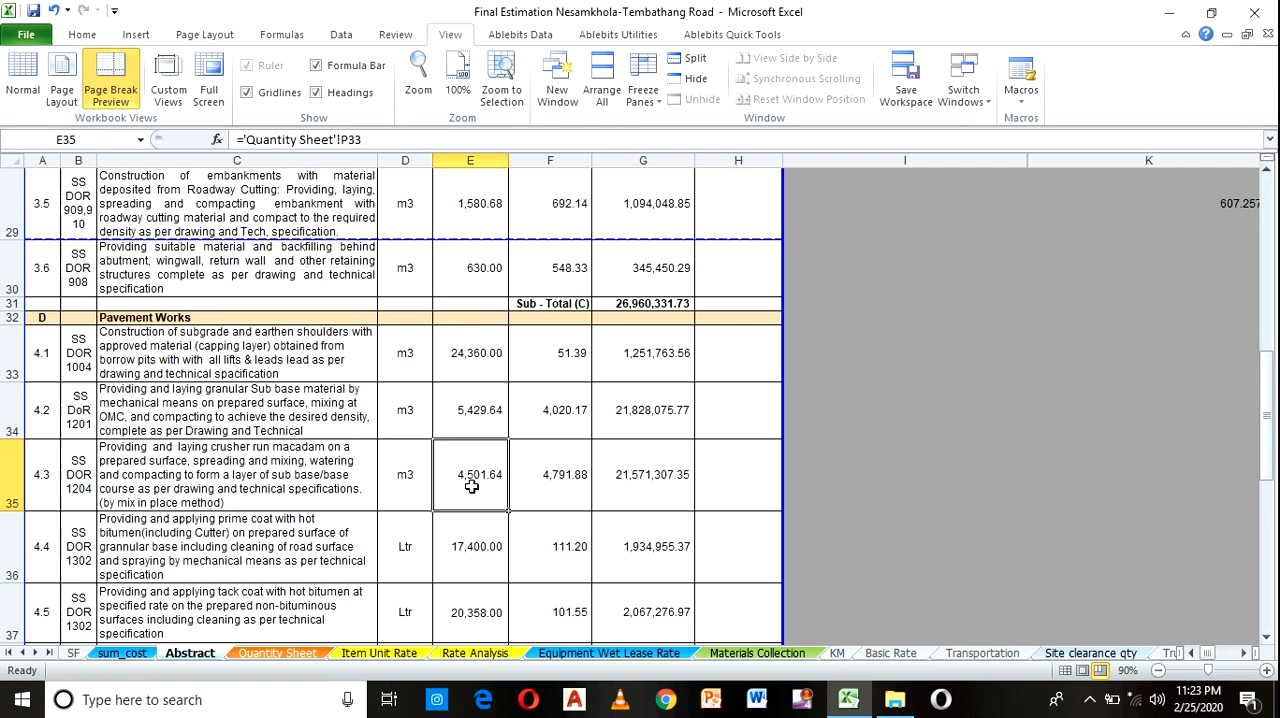 Final Estimation Nesamkhola-Tembathang Road - Microsoft Excel
File Home Insert Page Layout Formulas Data Review View Ablebits Data Ablebits Utilities Ablebits Quick Tools
Normal
Page Layout
Page Break Preview
Custom Views
Full Screen
Workbook Views
Ruler
Formula Bar
Gridlines
Headings
Show
Zoom
100%
Zoom to Selection
Zoom
New Window
Arrange All
Freeze Panes
Split
Hide
Unhide
View Side by Side
Synchronous Scrolling
Reset Window Position
Save Workspace
Switch Windows
Window
Macros
Macros
E35 fx ='Quantity Sheet'!P33
A B C D E F G H I K
29
3.5
SS
DOR
909,9
10
Construction of embankments with material
deposited from Roadway Cutting: Providing, laying,
spreading and compacting embankment with
roadway cutting material and compact to the required
density as per drawing and Tech, specification.
m3 1,580.68 692.14 1,094,048.85
607.257
30
3.6
SS
DOR
908
Providing suitable material and backfilling behind
abutment, wingwall, return wall and other retaining
structures complete as per drawing and technical
specification
m3 630.00 548.33 345,450.29
31 Sub - Total (C) 26,960,331.73
32 D Pavement Works
33
4.1
SS
DOR
1004
Construction of subgrade and earthen shoulders with
approved material (capping layer) obtained from
borrow pits with with all lifts & leads lead as per
drawing and technical spacification
m3 24,360.00 51.39 1,251,763.56
34
4.2
SS
DoR
1201
Providing and laying granular Sub base material by
mechanical means on prepared surface, mixing at
OMC, and compacting to achieve the desired density,
complete as per Drawing and Technical
m3 5,429.64 4,020.17 21,828,075.77
35
4.3
SS
DOR
1204
Providing and laying crusher run macadam on a
prepared surface, spreading and mixing, watering
and compacting to form a layer of sub base/base
course as per drawing and technical specifications.
(by mix in place method)
m3 4,501.64 4,791.88 21,571,307.35
36
4.4
SS
DOR
1302
Providing and applying prime coat with hot
bitumen(including Cutter) on prepared surface of
grannular base including cleaning of road surface
and spraying by mechanical means as per technical
specification
Ltr 17,400.00 111.20 1,934,955.37
37
4.5
SS
DOR
1302
Providing and applying tack coat with hot bitumen at
specified rate on the prepared non-bituminous
surfaces including cleaning as per technical
specification
Ltr 20,358.00 101.55 2,067,276.97
SF sum_cost Abstract Quantity Sheet Item Unit Rate Rate Analysis Equipment Wet Lease Rate Materials Collection KM Basic Rate Transportation Site clearance qty Tr
Ready 90%
Type here to search
11:23 PM
2/25/2020
1